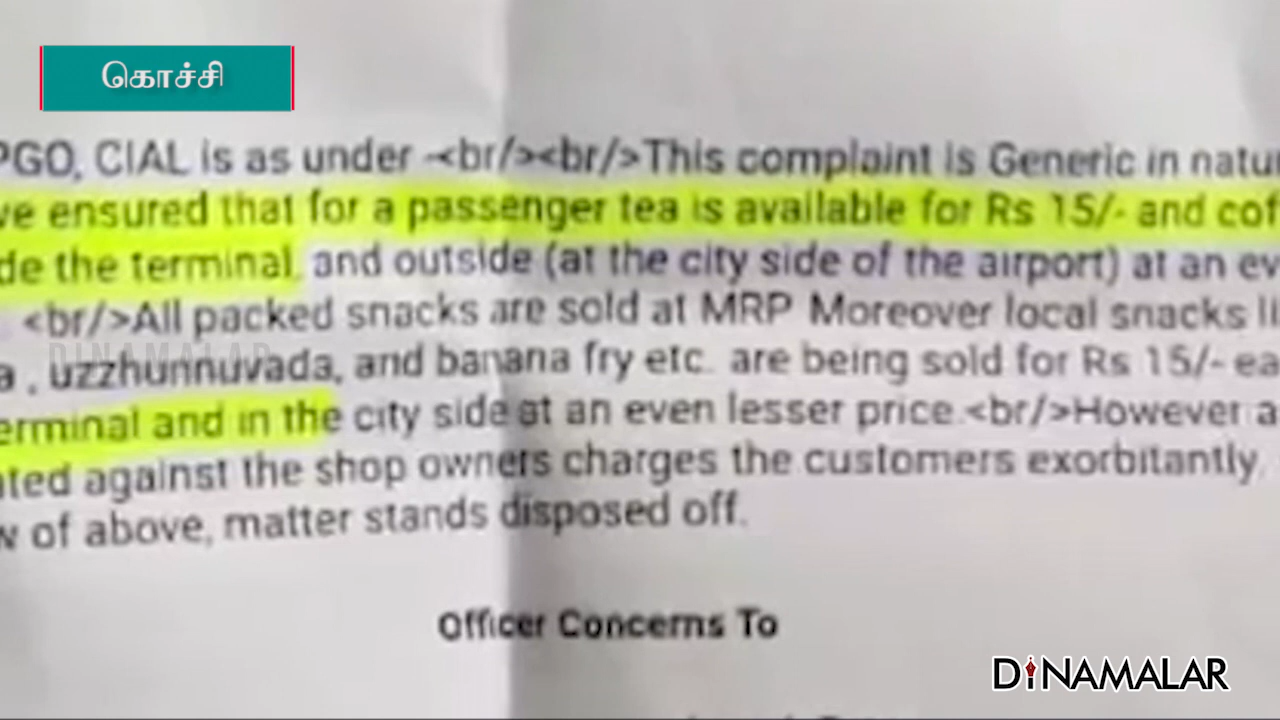 கொச்சி
PGO, CIAL is as under -<br/><br/>This complaint is Generic in natu
ve ensured that for a passenger tea is available for Rs 15/- and cof
de the terminal, and outside (at the city side of the airport) at an ev
<br/>All packed snacks are sold at MRP Moreover local snacks li
DINAMALAR
a , uzzhunnuvada, and banana fry etc. are being sold for Rs 15/- ea
erminal and in the city side at an even lesser price.<br/>However a
ated against the shop owners charges the customers exorbitantly.
w of above, matter stands disposed off.
Officer Concerns To
DINAMALAR